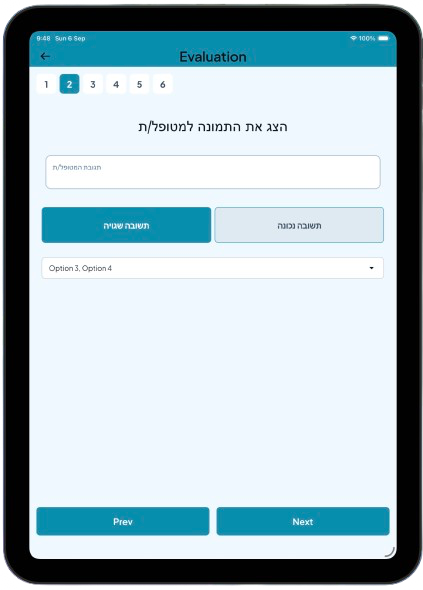 9:48 Sun 6 Sep 100%
Evaluation
1 2 3 4 5 6
הצג את התמונה למטופל/ת
תגובת המטופל/ת
תשובה שגויה תשובה נכונה
Option 3, Option 4
Prev Next